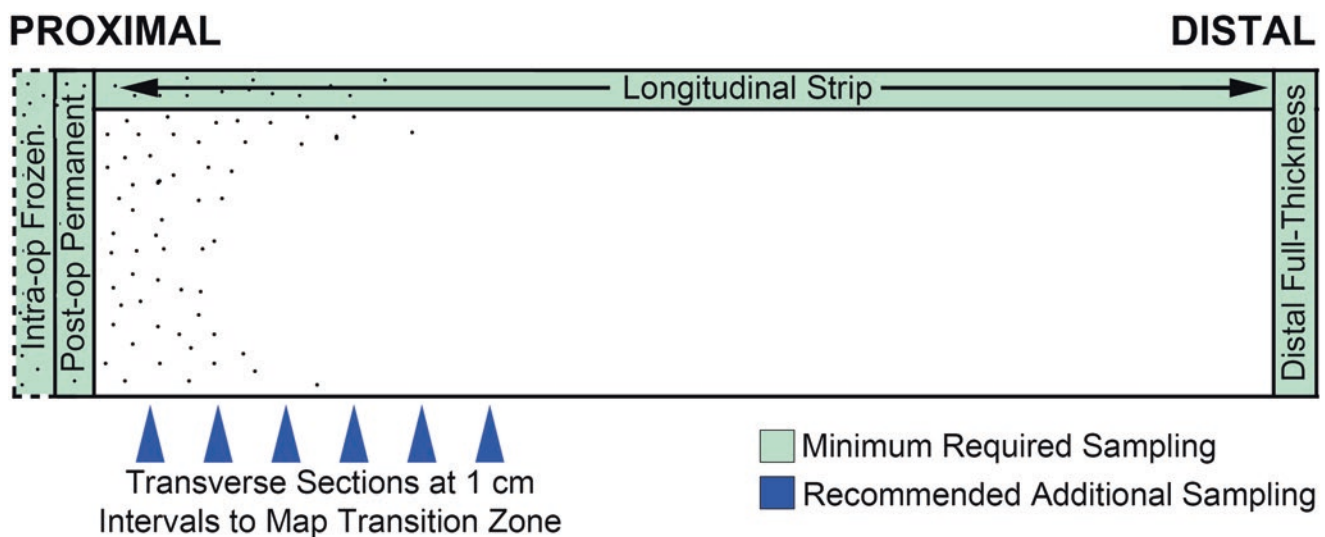 PROXIMAL
DISTAL
Longitudinal Strip
Intra-op Frozen
Post-op Permanent
Distal Full-Thickness
Transverse Sections at 1 cm
Intervals to Map Transition Zone
Minimum Required Sampling
Recommended Additional Sampling